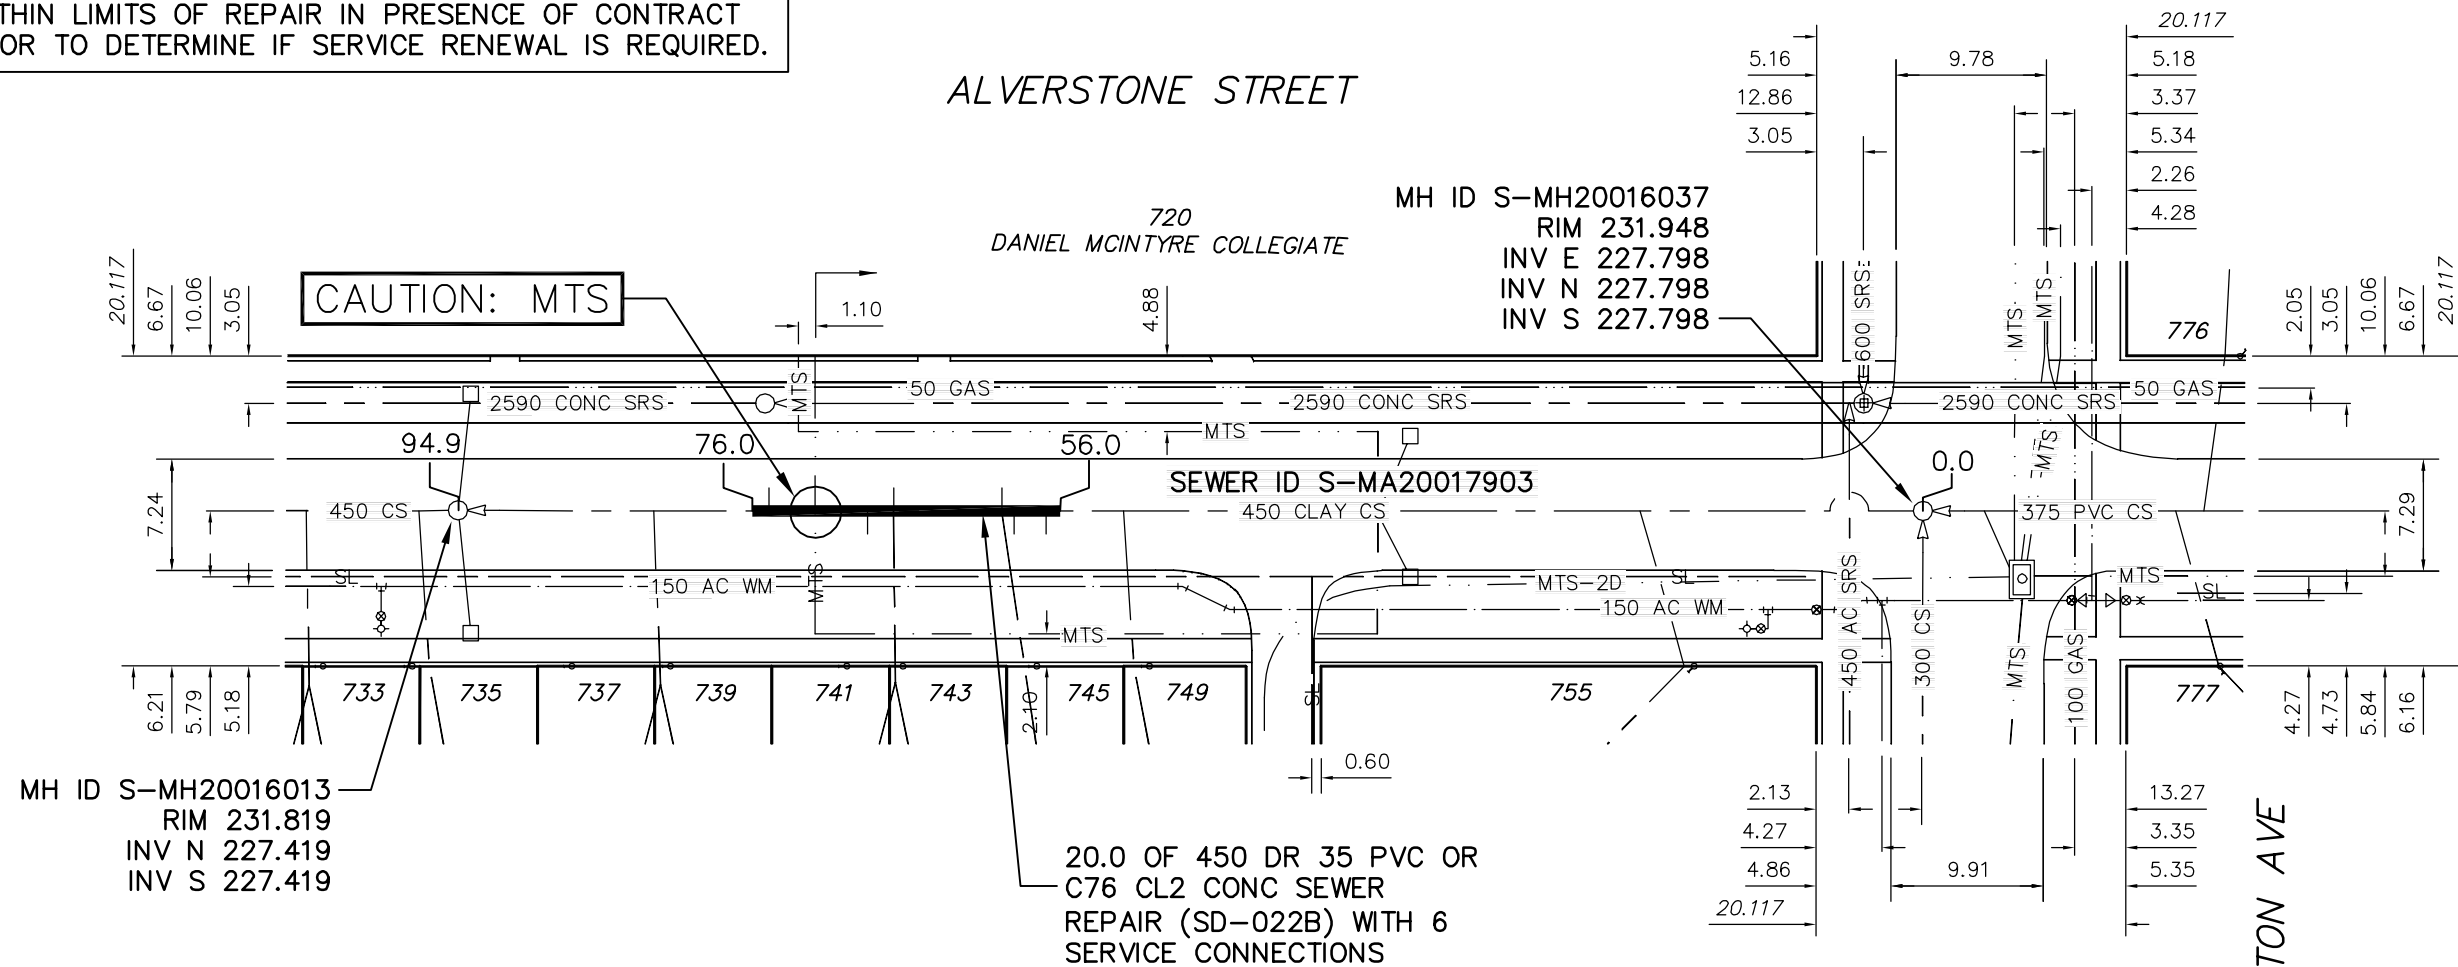 THIN LIMITS OF REPAIR IN PRESENCE OF CONTRACT
OR TO DETERMINE IF SERVICE RENEWAL IS REQUIRED.
ALVERSTONE STREET
720
DANIEL MCINTYRE COLLEGIATE
20.117
5.16
9.78
5.18
12.86
3.37
3.05
5.34
2.26
4.28
MH ID S-MH20016037
RIM 231.948
INV E 227.798
INV N 227.798
INV S 227.798
CAUTION: MTS
1.10
4.88
20.117
6.67
10.06
3.05
600 SRS
MTS
MTS
776
2.05
3.05
10.06
6.67
20.117
MTS
50 GAS
50 GAS
2590 CONC SRS
2590 CONC SRS
2590 CONC SRS
MTS
MTS
94.9
76.0
56.0
0.0
SEWER ID S-MA20017903
7.24
450 CS
450 CLAY CS
375 PVC CS
7.29
SL
150 AC WM
MTS
MTS-2D
SL
MTS
SL
150 AC WM
450 AC SRS
300 CS
MTS
100 GAS
MTS
6.21
5.79
5.18
733
735
737
739
741
743
2.10
745
749
SL
755
777
4.27
4.73
5.84
6.16
0.60
MH ID S-MH20016013
RIM 231.819
INV N 227.419
INV S 227.419
20.0 OF 450 DR 35 PVC OR
C76 CL2 CONC SEWER
REPAIR (SD-022B) WITH 6
SERVICE CONNECTIONS
2.13
13.27
4.27
3.35
4.86
9.91
5.35
20.117
TON AVE